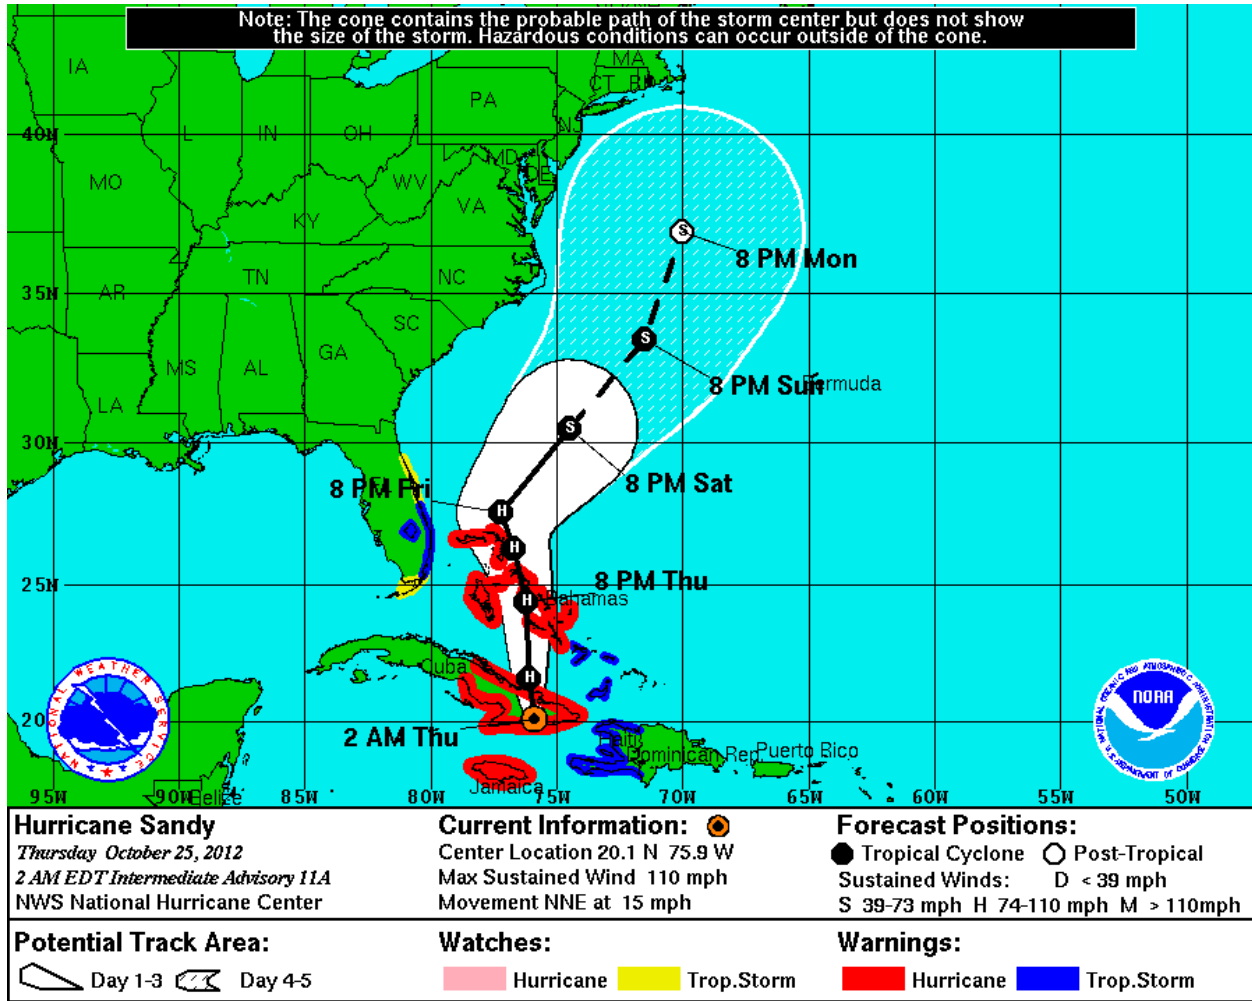 Note: The cone contains the probable path of the storm center but does not show
the size of the storm. Hazardous conditions can occur outside of the cone.
IA
MA
CT RI
PA
NJ
40N
IL
IN
OH
MD
DE
MO
WV
VA
KY
8 PM Mon
35N
AR
TN
NC
SC
MS
AL
GA
8 PM Sun
Bermuda
LA
30N
8 PM Fri
8 PM Sat
25N
8 PM Thu
Bahamas
Cuba
NATIONAL WEATHER SERVICE
NOAA
20N
2 AM Thu
Haiti
Dominican Rep.
Puerto Rico
Jamaica
Belize
95W 90W 85W 80W 75W 70W 65W 60W 55W 50W
Hurricane Sandy
Thursday October 25, 2012
2 AM EDT Intermediate Advisory 11A
NWS National Hurricane Center
Current Information:
Center Location 20.1 N 75.9 W
Max Sustained Wind 110 mph
Movement NNE at 15 mph
Forecast Positions:
Tropical Cyclone Post-Tropical
Sustained Winds: D < 39 mph
S 39-73 mph H 74-110 mph M > 110mph
Potential Track Area:
Day 1-3 Day 4-5
Watches:
Hurricane Trop.Storm
Warnings:
Hurricane Trop.Storm